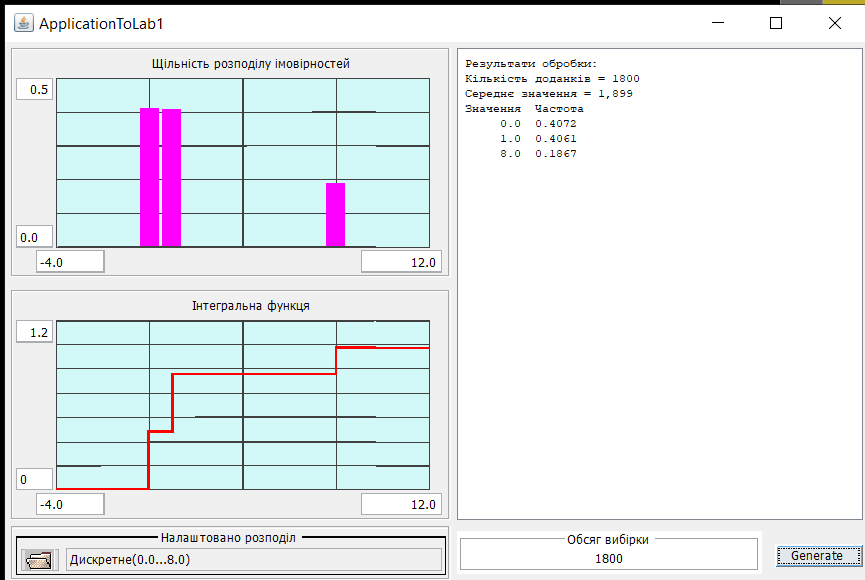 ApplicationToLab1
Щільність розподілу імовірностей
0.5
0.0
-4.0
12.0
Інтегральна функця
1.2
0
-4.0
12.0
Налаштовано розподіл
Дискретне(0.0...8.0)
Результати обробки:
Кількість доданків = 1800
Середнє значення = 1,899
Значення Частота
0.0 0.4072
1.0 0.4061
8.0 0.1867
Обсяг вибірки
1800
Generate